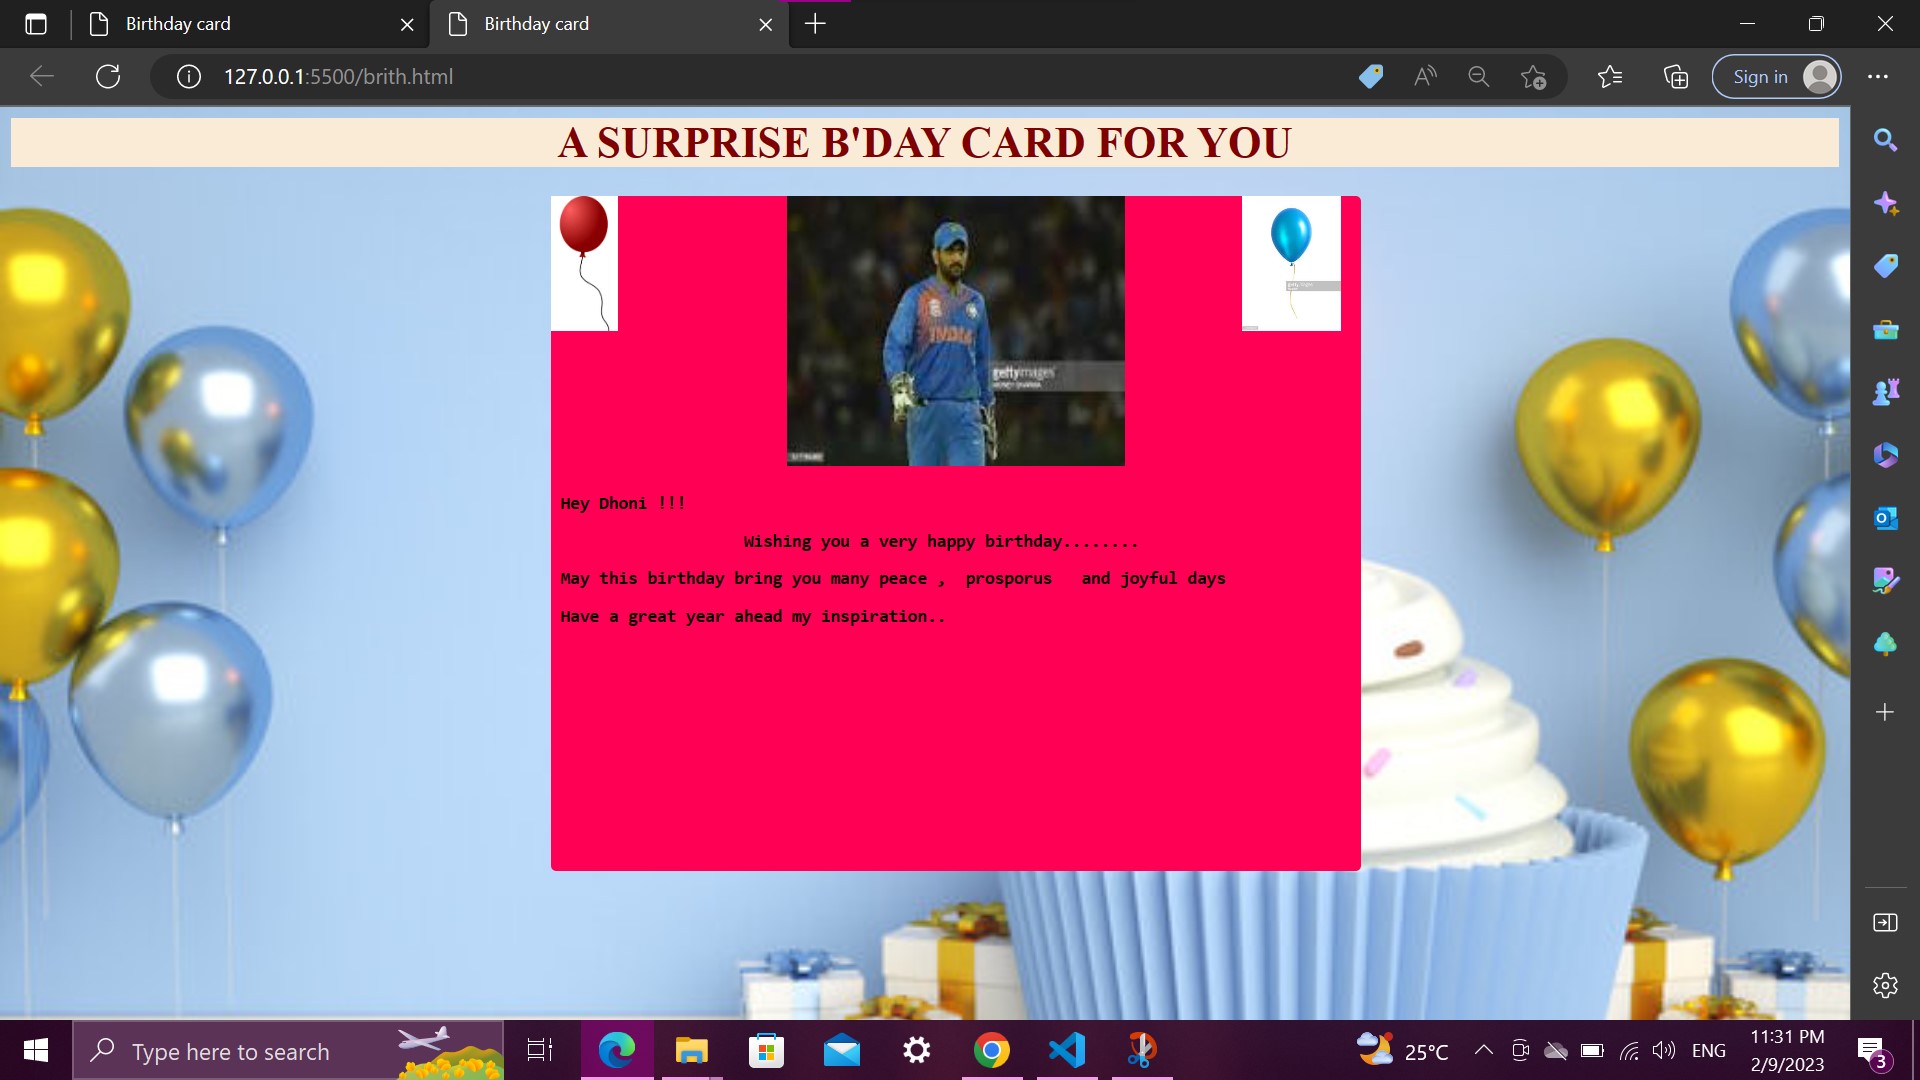 Birthday card
Birthday card
127.0.0.1:5500/brith.html
Sign in
A SURPRISE B'DAY CARD FOR YOU
INDIA
gettyimages
Hey Dhoni !!!
Wishing you a very happy birthday........
May this birthday bring you many peace ,  prosporus   and joyful days
Have a great year ahead my inspiration..
Type here to search
25°C
ENG
11:31 PM
2/9/2023
3